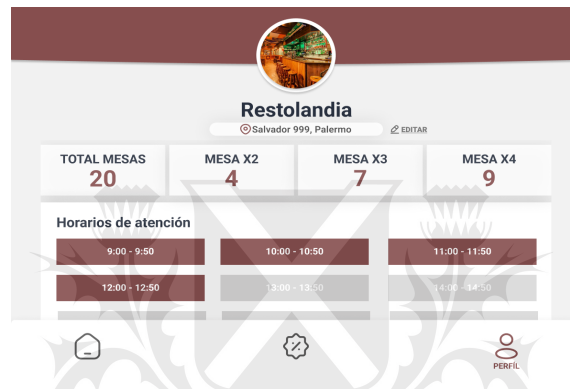 Restolandia
Salvador 999, Palermo EDITAR
TOTAL MESAS MESA X2 MESA X3 MESA X4
20 4 7 9
Horarios de atención
9:00 - 9:50 10:00 - 10:50 11:00 - 11:50
12:00 - 12:50 13:00 - 13:50 14:00 - 14:50
PERFÍL